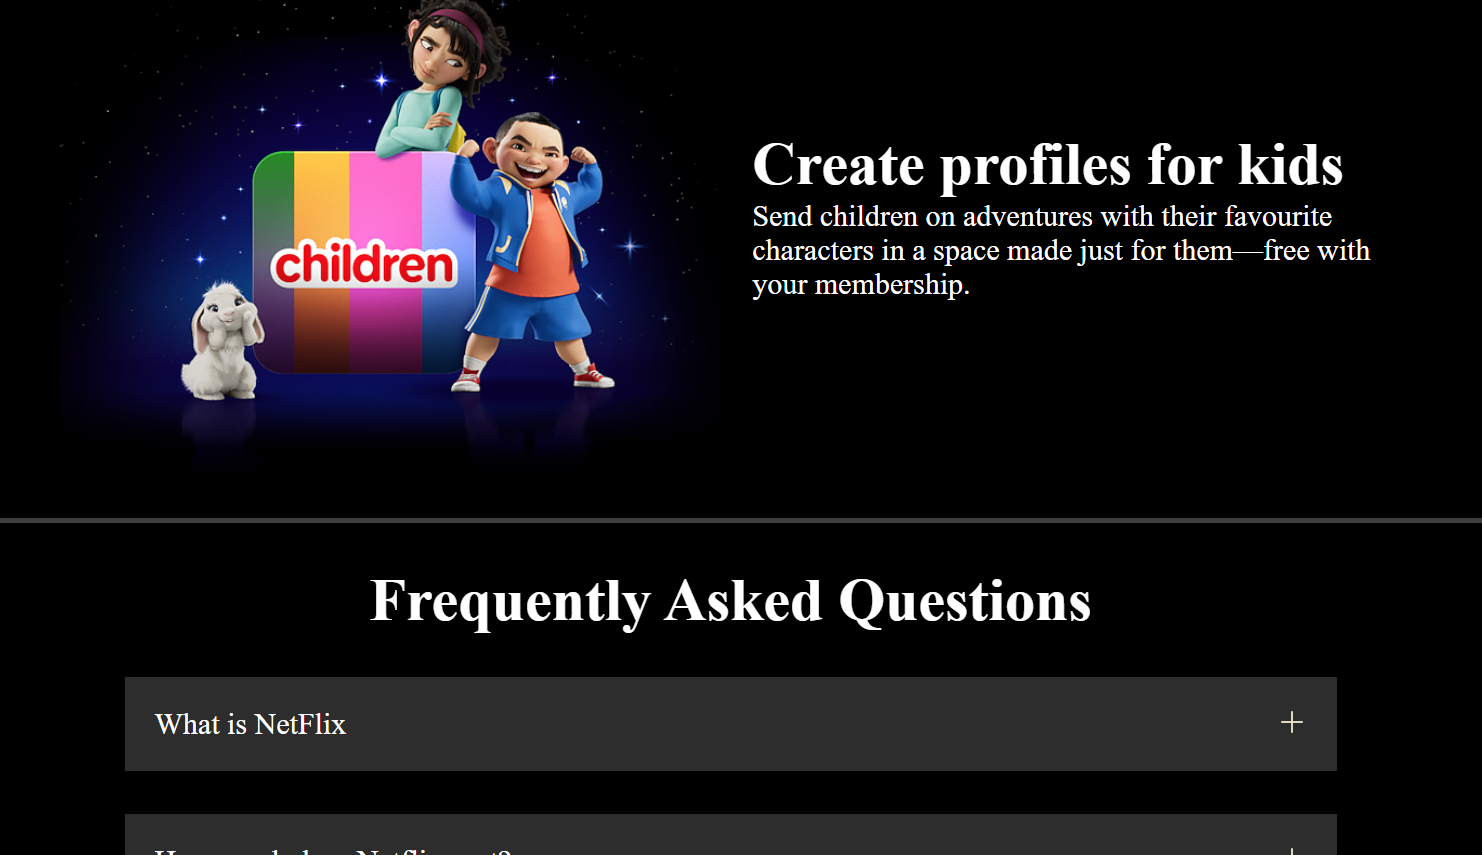 children
Create profiles for kids
Send children on adventures with their favourite
characters in a space made just for them—free with
your membership.
Frequently Asked Questions
What is NetFlix